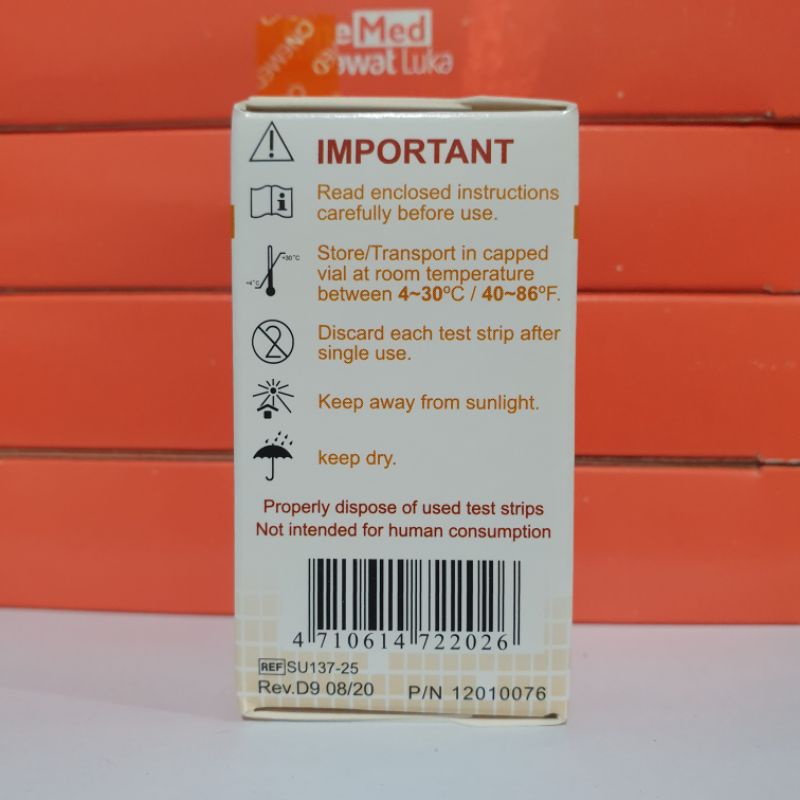 ONEMED
eMed
awat Luka
IMPORTANT
Read enclosed instructions
carefully before use.
+30°C
+4°C
Store/Transport in capped
vial at room temperature
between 4~30°C / 40~86°F.
2
Discard each test strip after
single use.
Keep away from sunlight.
keep dry.
Properly dispose of used test strips
Not intended for human consumption
4 710614 722026
REF SU137-25
Rev.D9 08/20 P/N 12010076